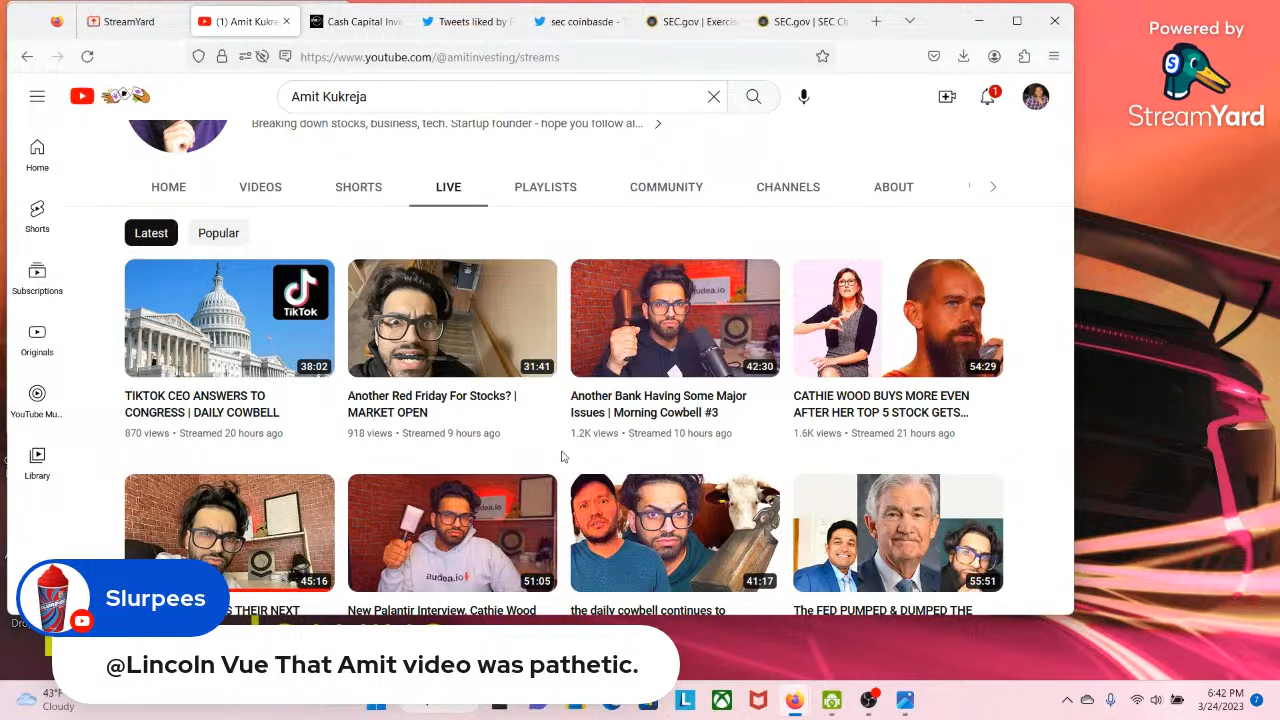 (1) Amit Kukre
Cash Capital Inve
Tweets liked by E
sec coinbasde - T
SEC.gov | Exercis
SEC.gov | SEC Ch
Powered by
StreamYard
https://www.youtube.com/@amitinvesting/streams
Amit Kukreja
1
Breaking down stocks, business, tech. Startup founder - hope you follow al...
HOME
VIDEOS
SHORTS
LIVE
PLAYLISTS
COMMUNITY
CHANNELS
ABOUT
Home
Shorts
Subscriptions
Originals
YouTube Mu...
Library
Latest
Popular
TikTok
38:02
31:41
audea.io
42:30
54:29
TIKTOK CEO ANSWERS TO
CONGRESS | DAILY COWBELL
870 views • Streamed 20 hours ago
Another Red Friday For Stocks? |
MARKET OPEN
918 views • Streamed 9 hours ago
Another Bank Having Some Major
Issues | Morning Cowbell #3
1.2K views • Streamed 10 hours ago
CATHIE WOOD BUYS MORE EVEN
AFTER HER TOP 5 STOCK GETS...
1.6K views • Streamed 21 hours ago
45:16
audea.io
51:05
41:17
55:51
THEIR NEXT
New Palantir Interview. Cathie Wood
the daily cowbell continues to
The FED PUMPED & DUMPED THE
Slurpees
@Lincoln Vue That Amit video was pathetic.
43°F
Cloudy
6:42 PM
3/24/2023
7